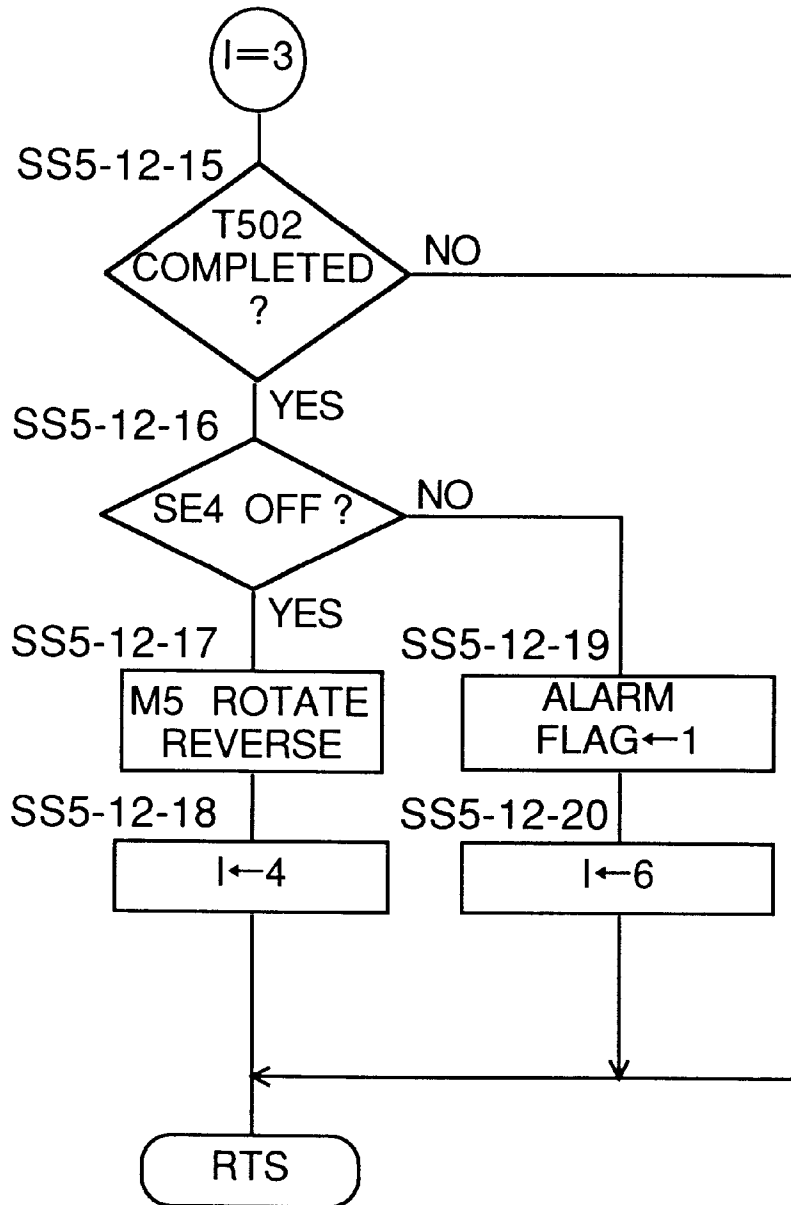 I=3
SS5-12-15
T502
COMPLETED
?
NO
YES
SS5-12-16
SE4 OFF ?
NO
YES
SS5-12-17
M5 ROTATE
REVERSE
SS5-12-19
ALARM
FLAG←1
SS5-12-18
I←4
SS5-12-20
I←6
RTS